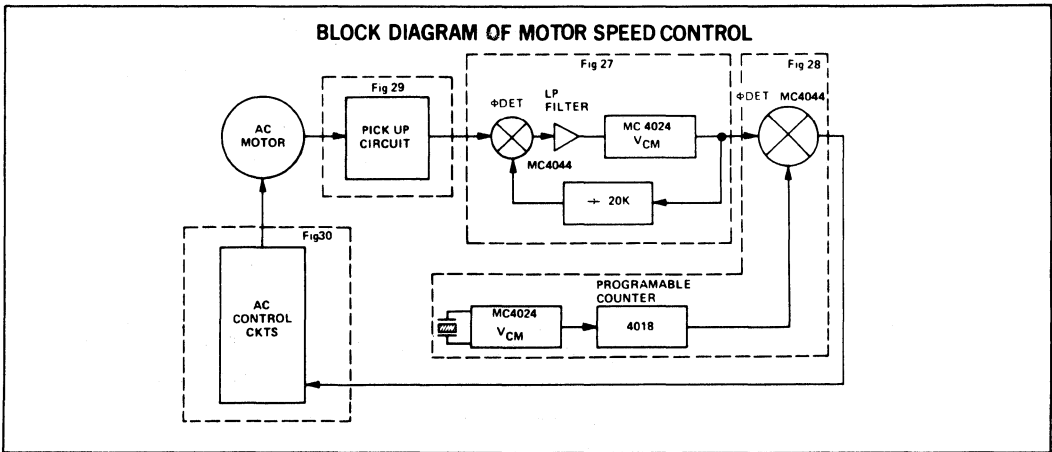 BLOCK DIAGRAM OF MOTOR SPEED CONTROL
Fig 27
Fig 28
Fig 29
ΦDET
LP
FILTER
ΦDET MC4044
AC
MOTOR
PICK UP
CIRCUIT
MC 4024
VCM
MC4044
÷ 20K
Fig30
AC
CONTROL
CKTS
PROGRAMABLE
COUNTER
MC4024
VCM
4018